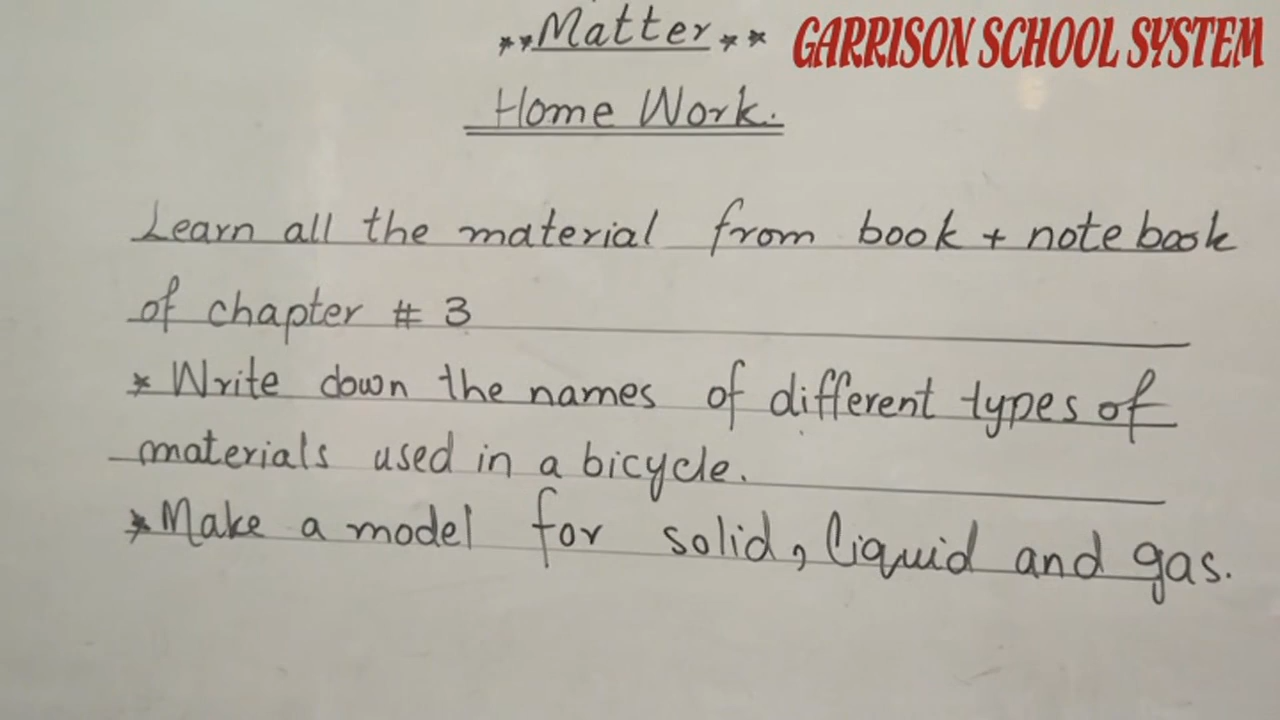 **Matter**
GARRISON SCHOOL SYSTEM
Home Work.
Learn all the material from book + note book
of chapter # 3
* Write down the names of different types of
materials used in a bicycle.
* Make a model for solid, liquid and gas.